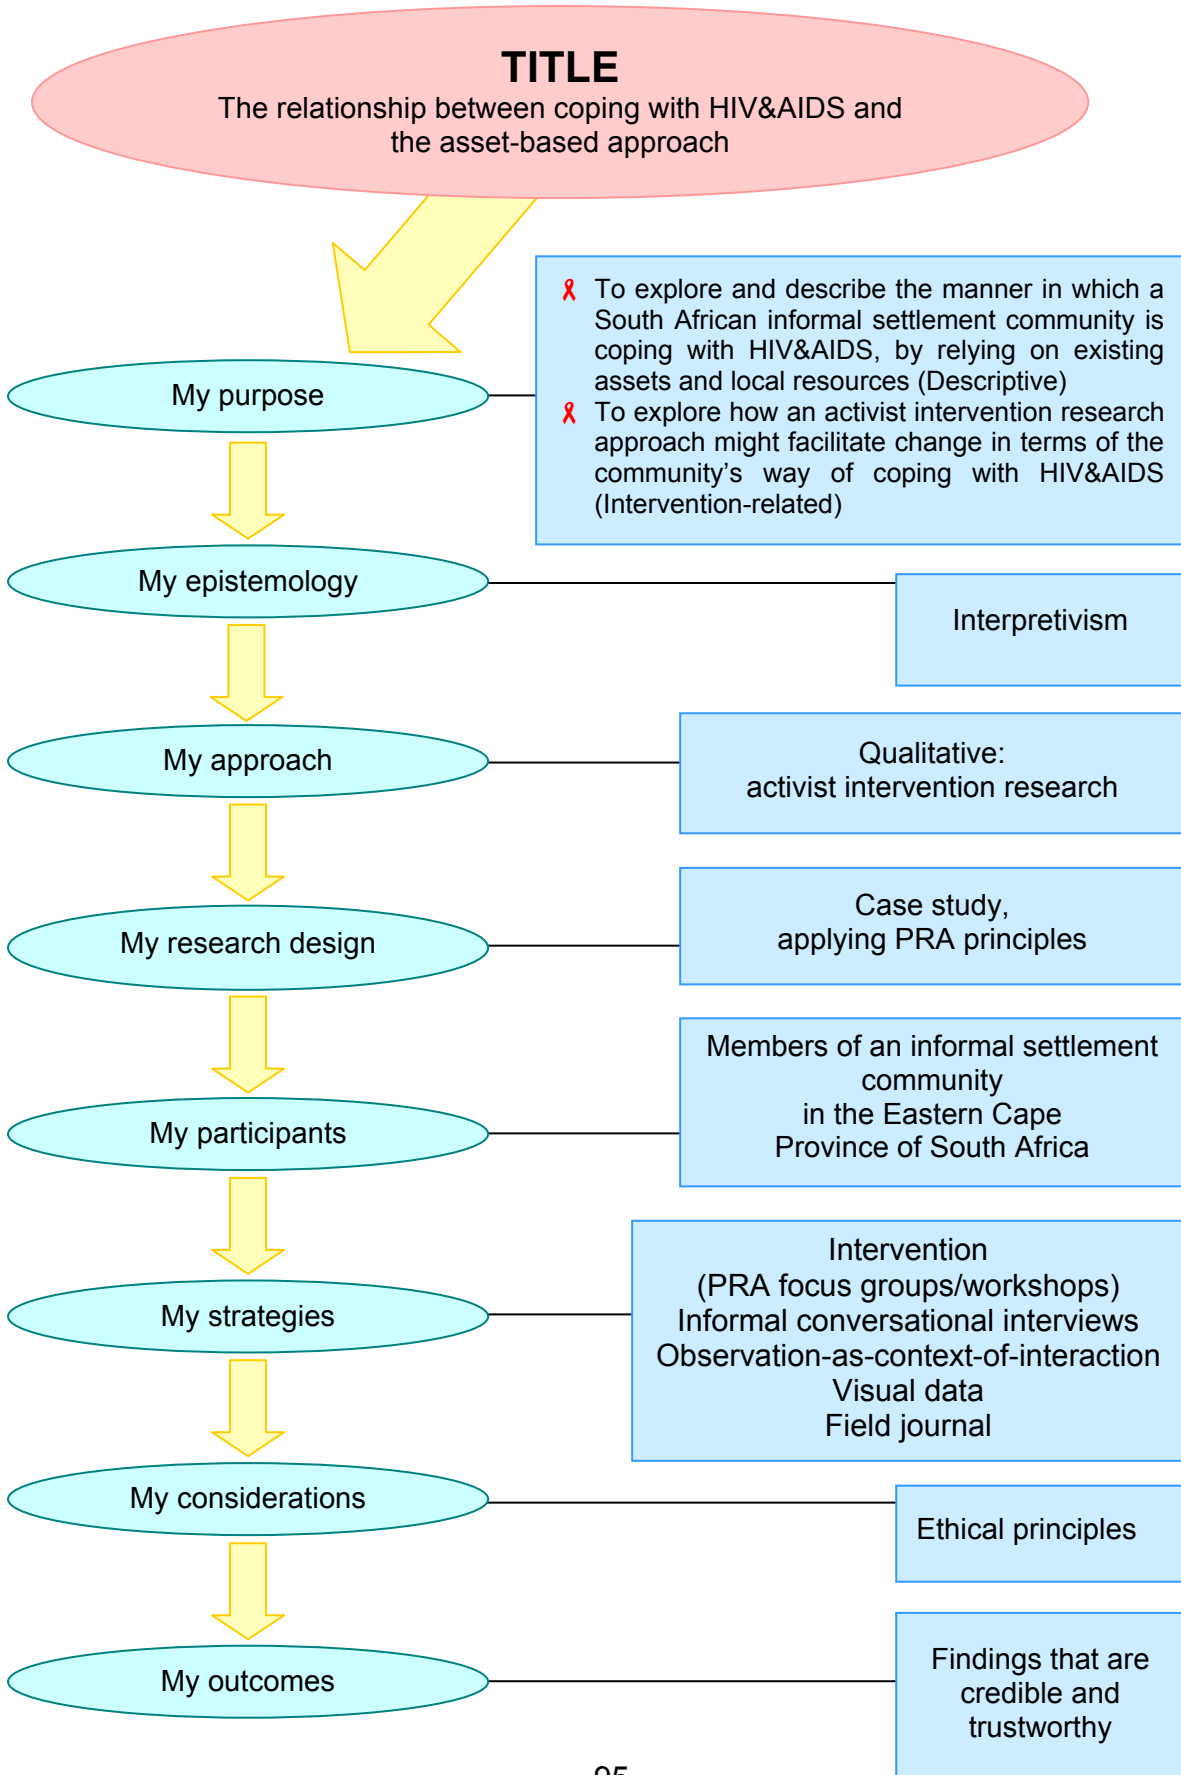 TITLE
The relationship between coping with HIV&AIDS and
the asset-based approach
To explore and describe the manner in which a
South African informal settlement community is
coping with HIV&AIDS, by relying on existing
assets and local resources (Descriptive)
To explore how an activist intervention research
approach might facilitate change in terms of the
community’s way of coping with HIV&AIDS
(Intervention-related)
My purpose
My epistemology
Interpretivism
My approach
Qualitative:
activist intervention research
My research design
Case study,
applying PRA principles
My participants
Members of an informal settlement
community
in the Eastern Cape
Province of South Africa
My strategies
Intervention
(PRA focus groups/workshops)
Informal conversational interviews
Observation-as-context-of-interaction
Visual data
Field journal
My considerations
Ethical principles
My outcomes
Findings that are
credible and
trustworthy